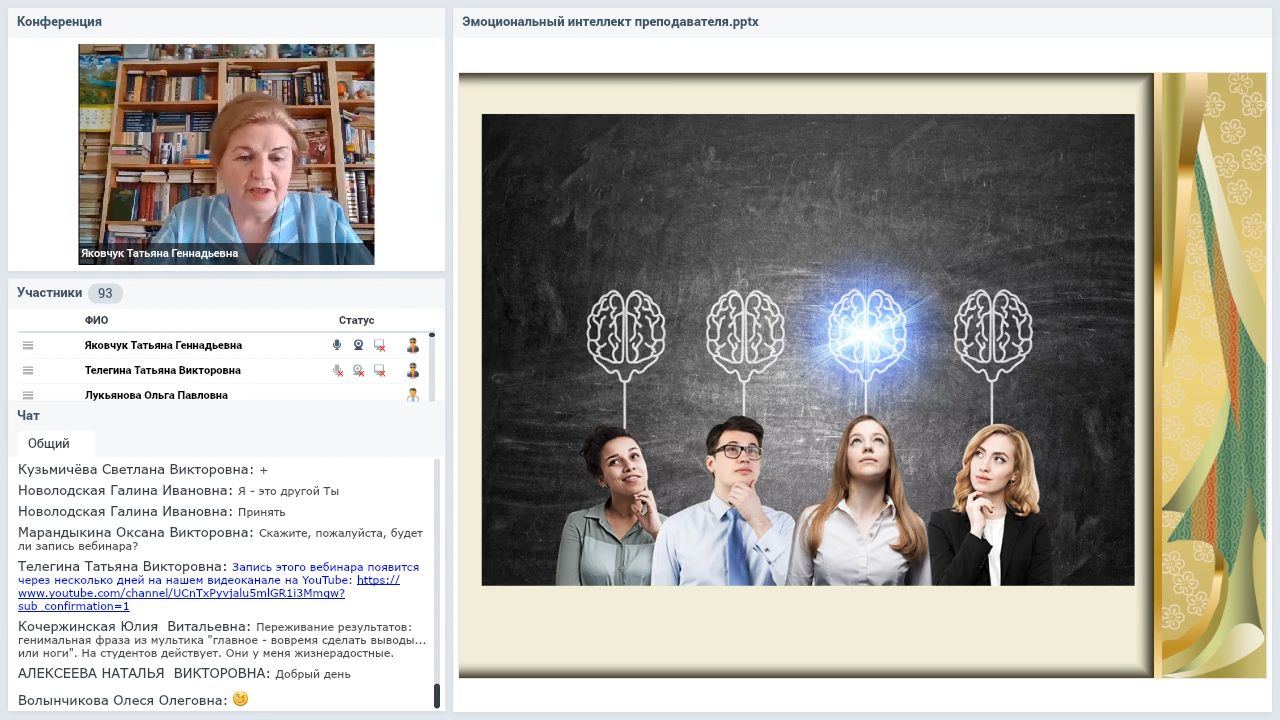 Конференция
Яковчук Татьяна Геннадьевна
Участники 93
ФИО Статус
Яковчук Татьяна Геннадьевна
Телегина Татьяна Викторовна
Лукьянова Ольга Павловна
Чат
Общий
Кузьмичёва Светлана Викторовна: +
Новолодская Галина Ивановна: Я - это другой Ты
Новолодская Галина Ивановна: Принять
Марандыкина Оксана Викторовна: Скажите, пожалуйста, будет
ли запись вебинара?
Телегина Татьяна Викторовна: Запись этого вебинара появится
через несколько дней на нашем видеоканале на YouTube: https://
www.youtube.com/channel/UCnTxPyvjalu5mlGR1i3Mmqw?
sub_confirmation=1
Кочержинская Юлия Витальевна: Переживание результатов:
генимальная фраза из мультика "главное - вовремя сделать выводы...
или ноги". На студентов действует. Они у меня жизнерадостные.
АЛЕКСЕЕВА НАТАЛЬЯ ВИКТОРОВНА: Добрый день
Волынчикова Олеся Олеговна:
Эмоциональный интеллект преподавателя.pptx